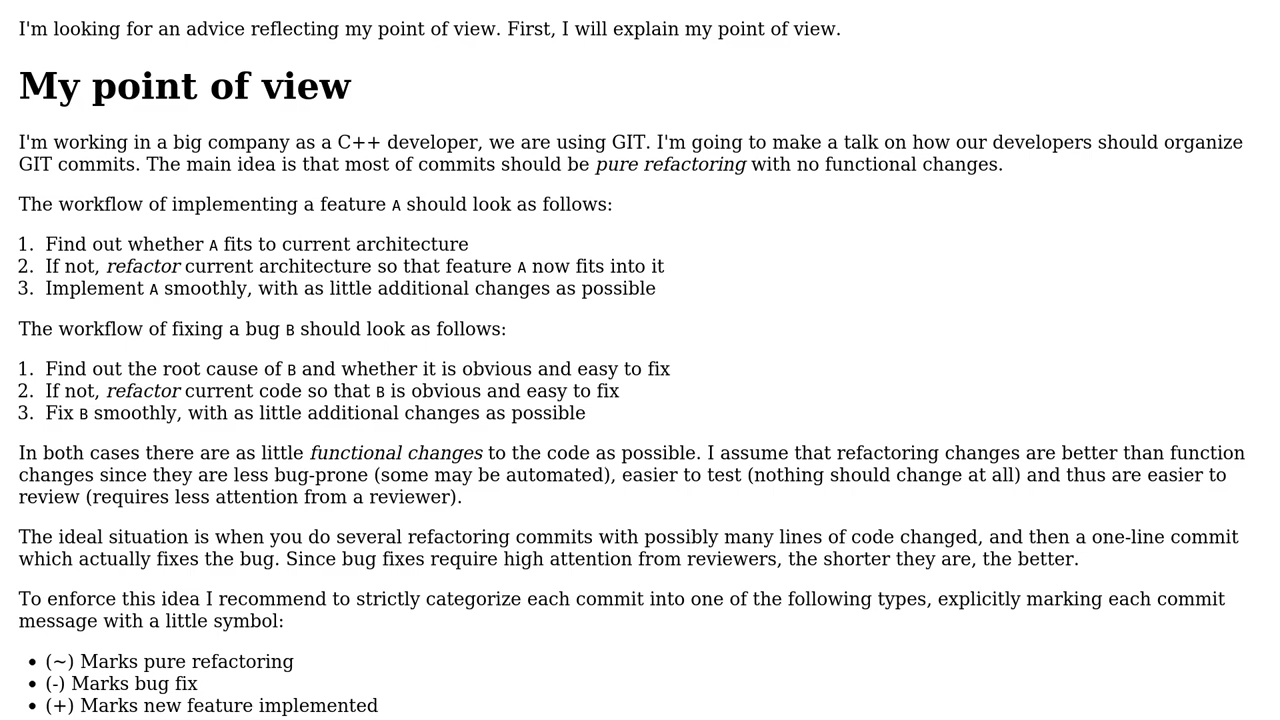 I'm looking for an advice reflecting my point of view. First, I will explain my point of view.
My point of view
I'm working in a big company as a C++ developer, we are using GIT. I'm going to make a talk on how our developers should organize
GIT commits. The main idea is that most of commits should be pure refactoring with no functional changes.
The workflow of implementing a feature A should look as follows:
1. Find out whether A fits to current architecture
2. If not, refactor current architecture so that feature A now fits into it
3. Implement A smoothly, with as little additional changes as possible
The workflow of fixing a bug B should look as follows:
1. Find out the root cause of B and whether it is obvious and easy to fix
2. If not, refactor current code so that B is obvious and easy to fix
3. Fix B smoothly, with as little additional changes as possible
In both cases there are as little functional changes to the code as possible. I assume that refactoring changes are better than function
changes since they are less bug-prone (some may be automated), easier to test (nothing should change at all) and thus are easier to
review (requires less attention from a reviewer).
The ideal situation is when you do several refactoring commits with possibly many lines of code changed, and then a one-line commit
which actually fixes the bug. Since bug fixes require high attention from reviewers, the shorter they are, the better.
To enforce this idea I recommend to strictly categorize each commit into one of the following types, explicitly marking each commit
message with a little symbol:
• (~) Marks pure refactoring
• (-) Marks bug fix
• (+) Marks new feature implemented